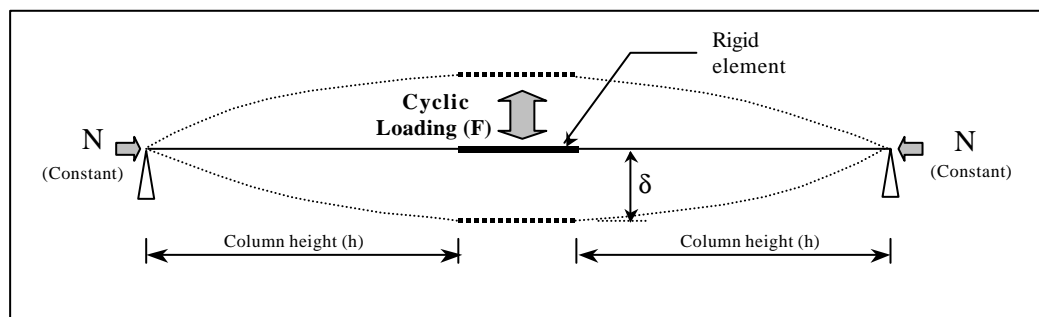 Rigid
element
Cyclic
Loading (F)
N
(Constant)
N
(Constant)
δ
Column height (h)
Column height (h)